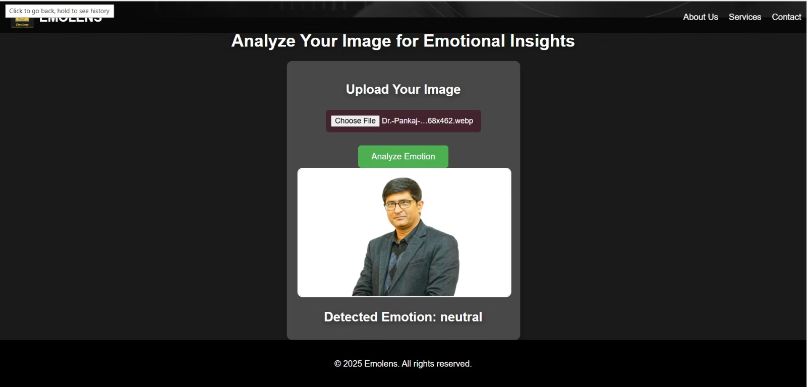 Click to go back, hold to see history
EMOLENS
About Us Services Contact
Analyze Your Image for Emotional Insights
Upload Your Image
Choose File Dr.-Pankaj-...68x462.webp
Analyze Emotion
Detected Emotion: neutral
© 2025 Emolens. All rights reserved.